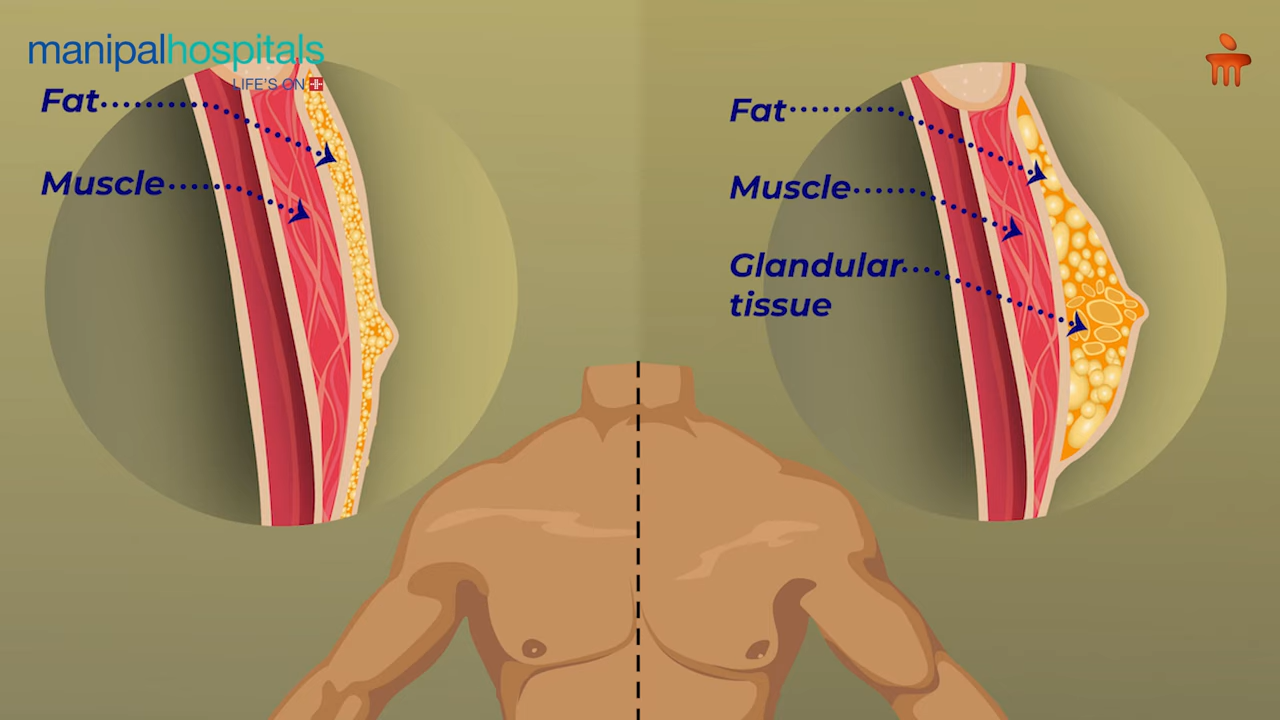 manipalhospitals
LIFE'S ON
Fat
Muscle
Fat
Muscle
Glandular
tissue